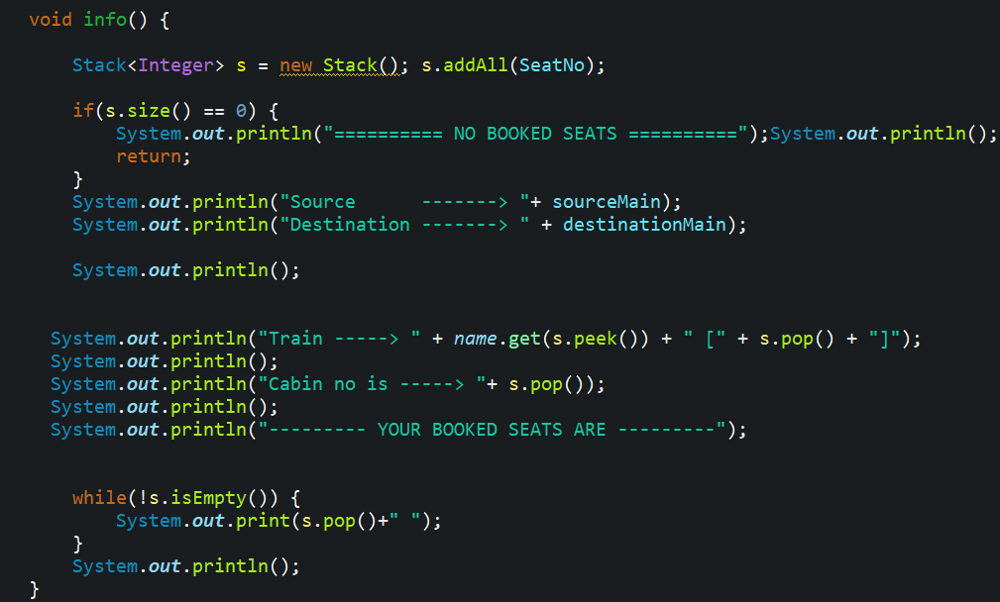 void info() {
Stack<Integer> s = new Stack(); s.addAll(SeatNo);
if(s.size() == 0) {
System.out.println("========== NO BOOKED SEATS ==========");System.out.println();
return;
}
System.out.println("Source      -------> "+ sourceMain);
System.out.println("Destination -------> " + destinationMain);
System.out.println();
System.out.println("Train -----> " + name.get(s.peek()) + " [" + s.pop() + "]");
System.out.println();
System.out.println("Cabin no is -----> "+ s.pop());
System.out.println();
System.out.println("--------- YOUR BOOKED SEATS ARE ---------");
while(!s.isEmpty()) {
System.out.print(s.pop()+" ");
}
System.out.println();
}